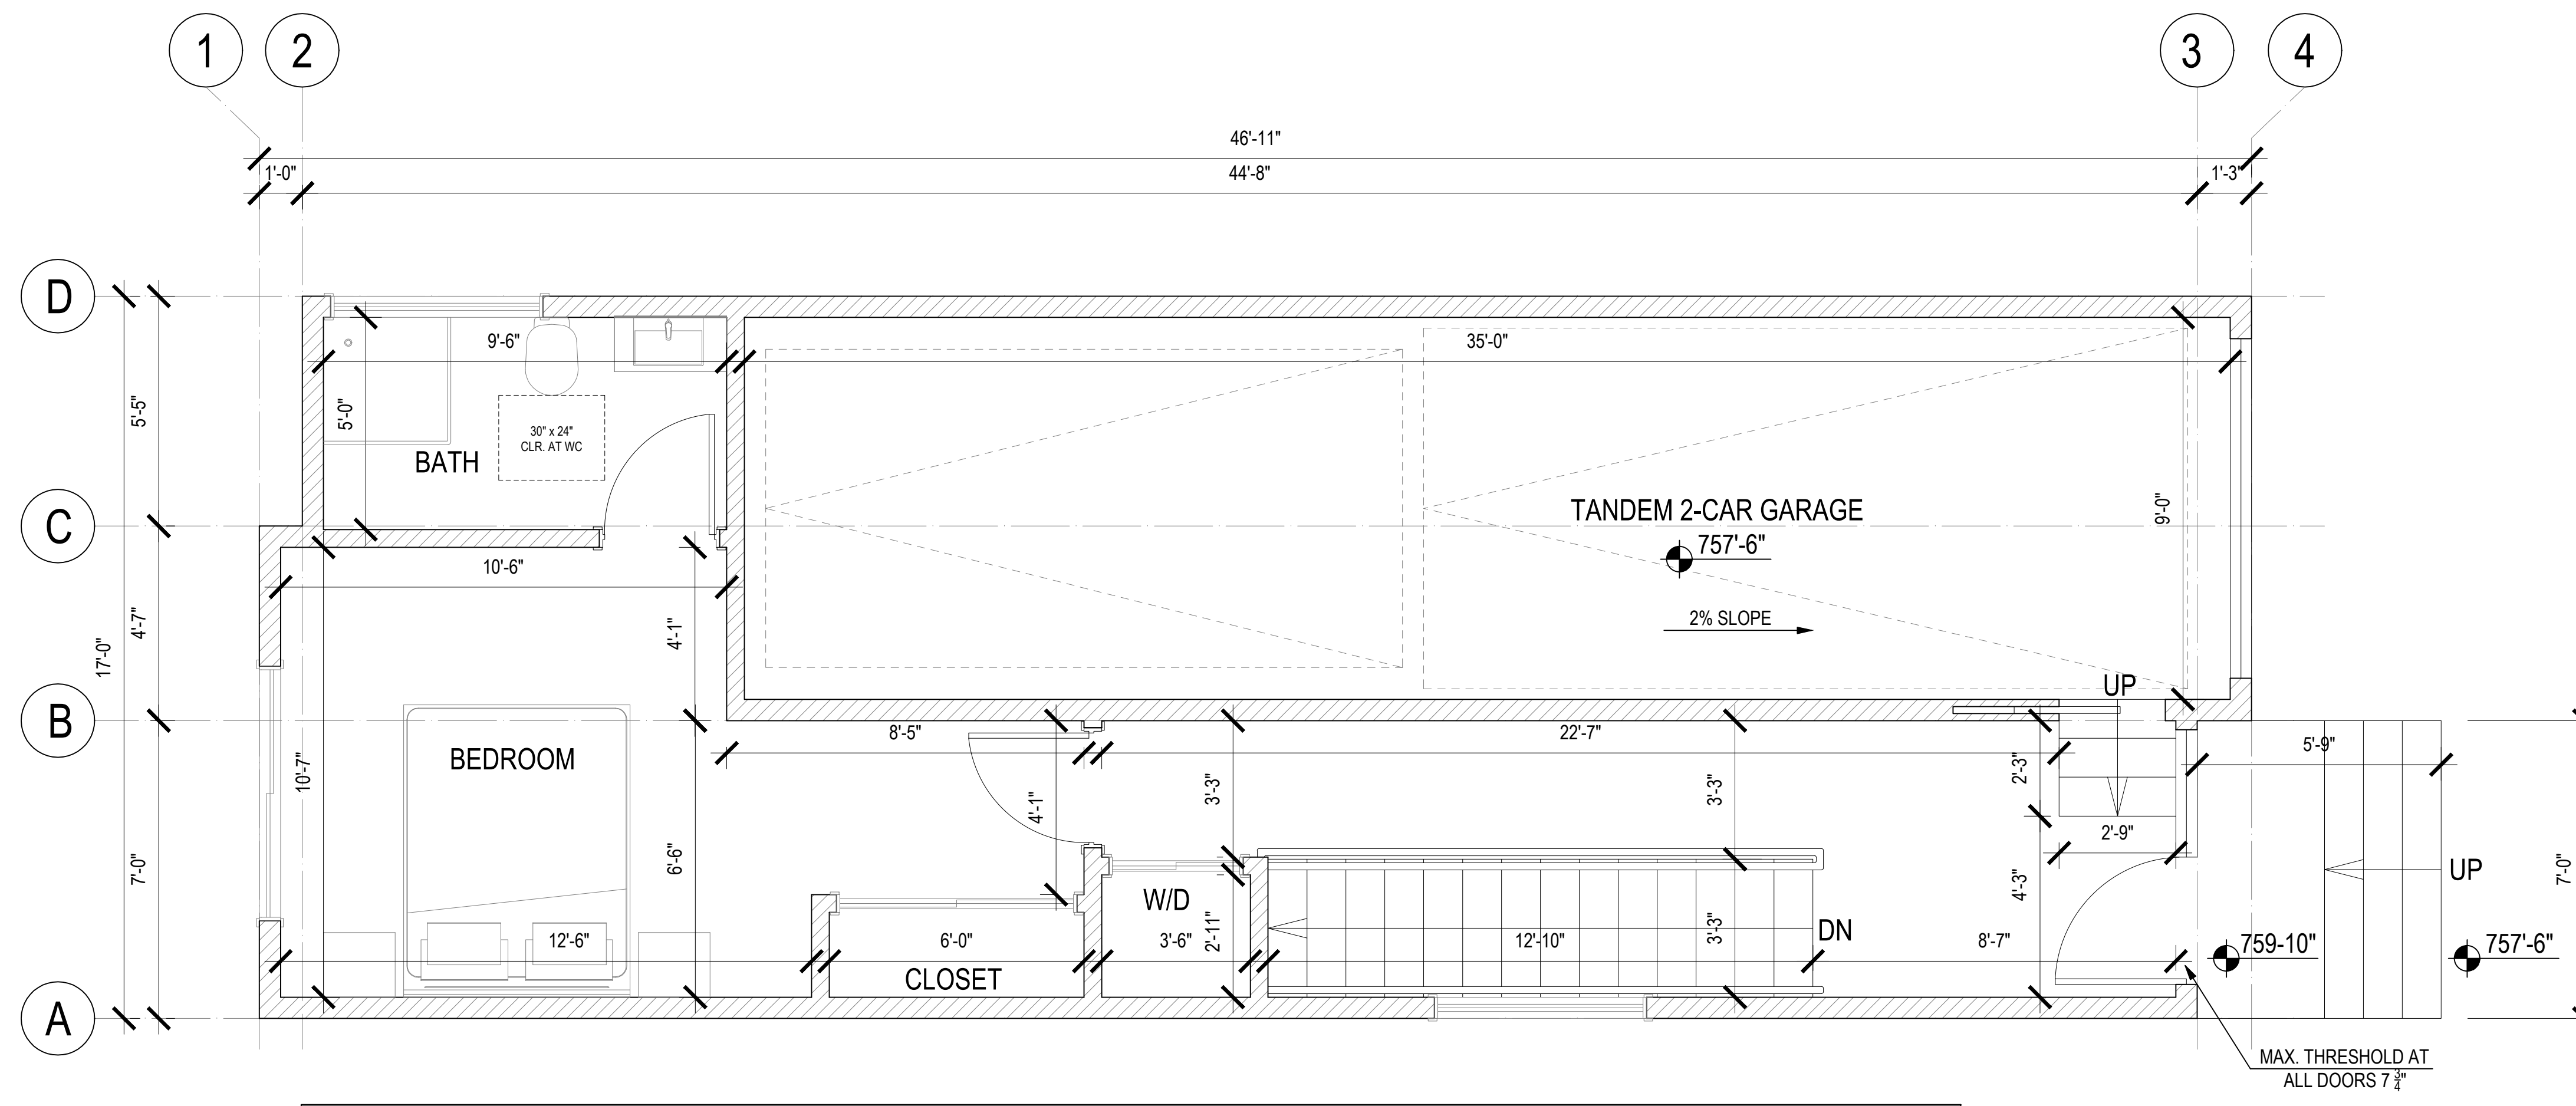 1
2
3
4
46'-11"
1'-0"
44'-8"
1'-3"
D
C
B
A
17'-0"
5'-5"
4'-7"
7'-0"
9'-6"
35'-0"
5'-0"
30" x 24"
CLR. AT WC
BATH
TANDEM 2-CAR GARAGE
757'-6"
2% SLOPE
9'-0"
10'-6"
4'-1"
UP
BEDROOM
10'-7"
8'-5"
22'-7"
5'-9"
4'-1"
3'-3"
3'-3"
2'-3"
2'-9"
6'-6"
W/D
2'-11"
3'-3"
4'-3"
UP
7'-0"
12'-6"
6'-0"
3'-6"
12'-10"
DN
8'-7"
759-10"
757'-6"
CLOSET
MAX. THRESHOLD AT
ALL DOORS 7 3/4"